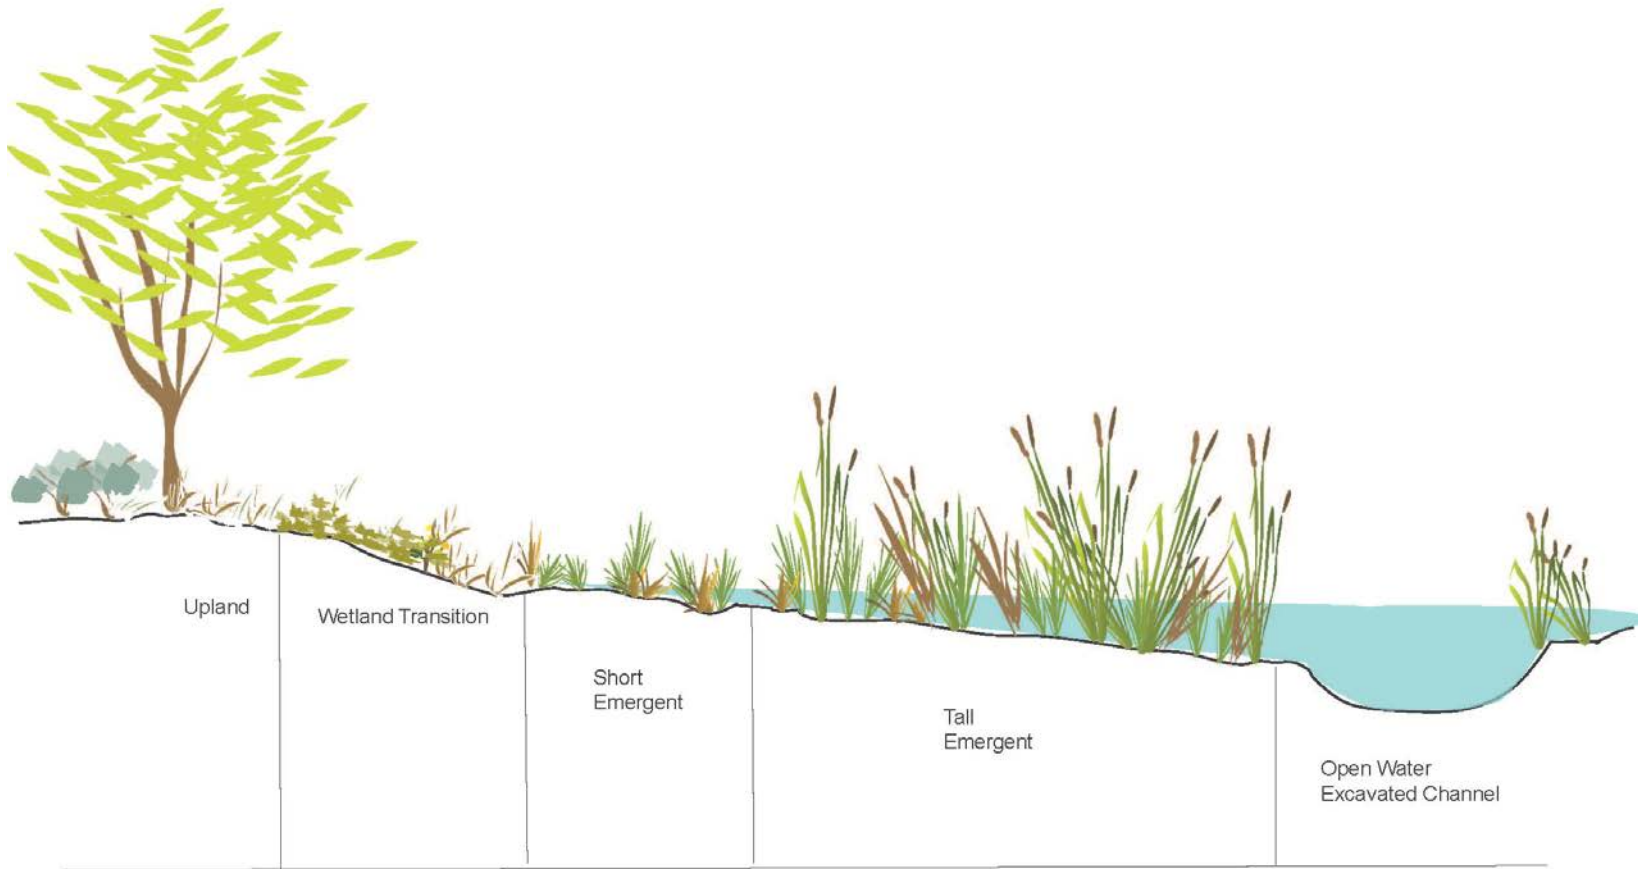 Upland
Wetland Transition
Short
Emergent
Tall
Emergent
Open Water
Excavated Channel